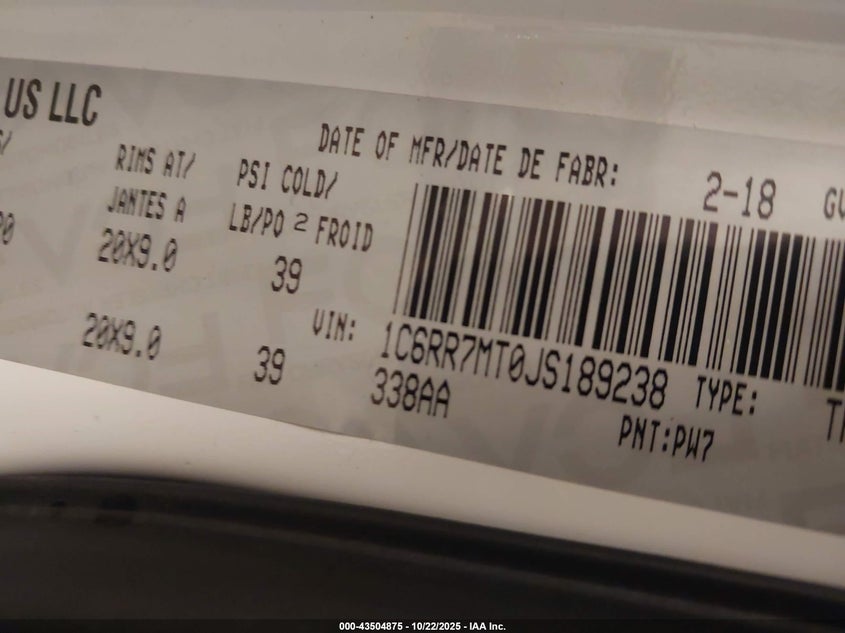 US LLC
DATE OF MFR/DATE DE FABR: 2-18
RIMS AT/
JANTES A
PSI COLD/
LB/PO 2 FROID
20X9.0
39
20X9.0
39
VIN: 1C6RR7MT0JS189238 TYPE:
338AA
PNT:PW7
000-43504875 - 10/22/2025 - IAA Inc.